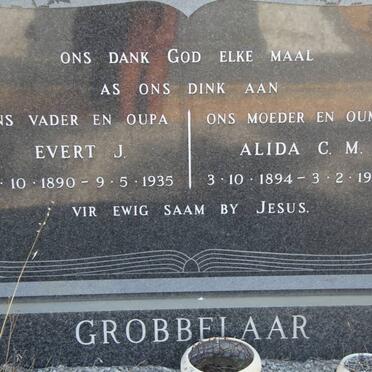 ONS DANK GOD ELKE MAAL
AS ONS DINK AAN
VADER EN OUPA
ONS MOEDER EN
EVERT J.
ALIDA C. M.
10 · 1890 - 9 · 5 · 1935
3 · 10 · 1894 - 3 · 2 ·
VIR EWIG SAAM BY JESUS.
GROBBELAAR